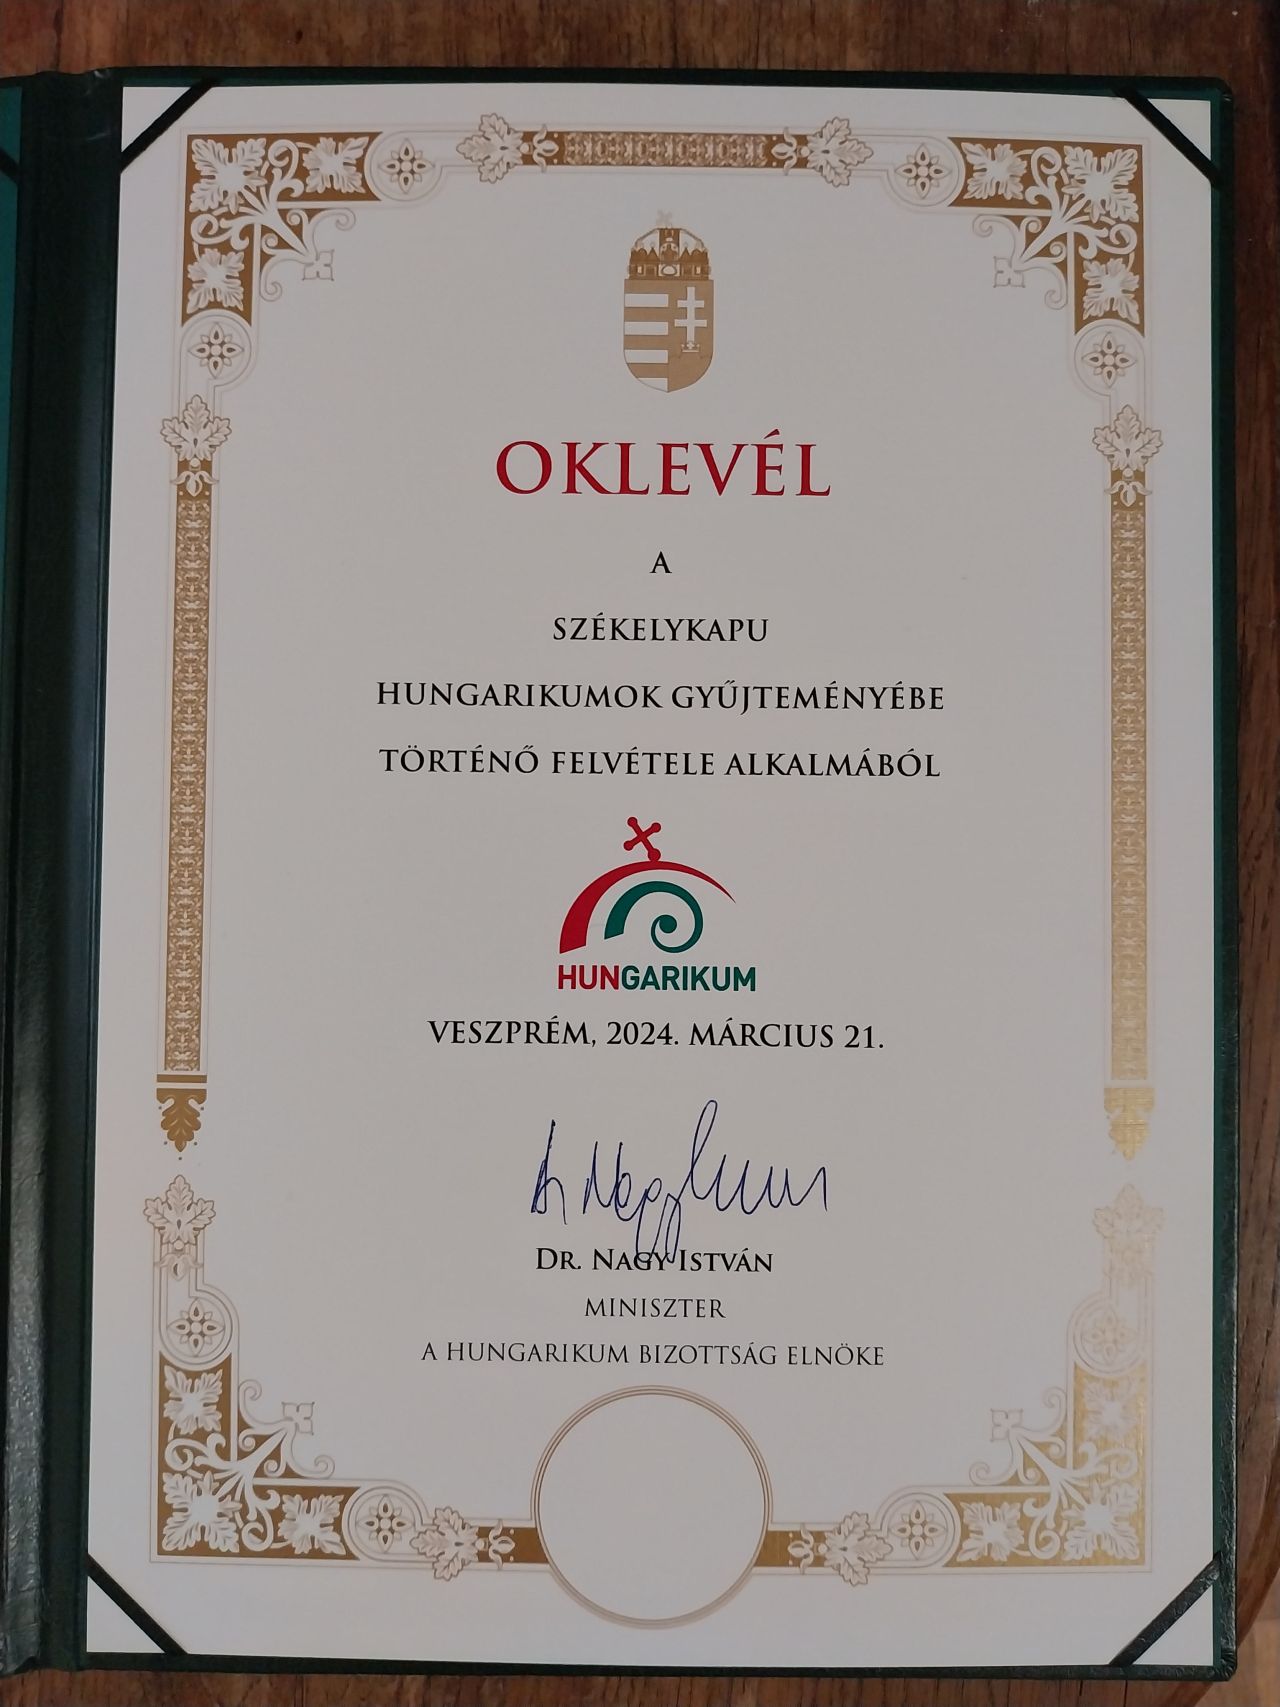 OKLEVÉL
A
SZÉKELYKAPU
HUNGARIKUMOK GYŰJTEMÉNYÉBE
TÖRTÉNŐ FELVÉTELE ALKALMÁBÓL
HUNGARIKUM
VESZPRÉM, 2024. MÁRCIUS 21.
DR. NAGY ISTVÁN
MINISZTER
A HUNGARIKUM BIZOTTSÁG ELNÖKE